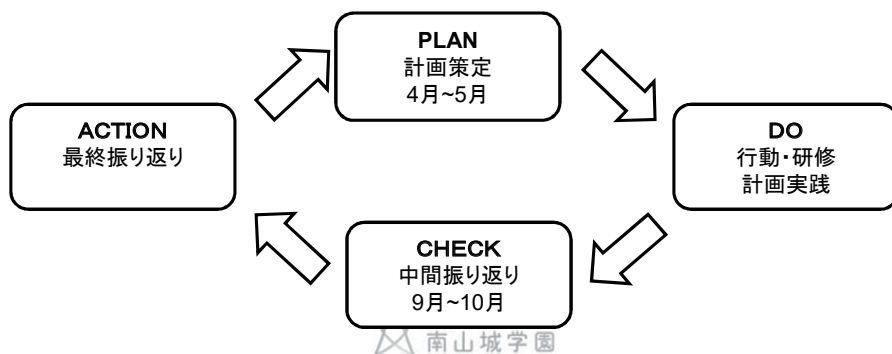 PLAN
計画策定
4月~5月
ACTION
最終振り返り
DO
行動・研修
計画実践
CHECK
中間振り返り
9月~10月
南山城学園